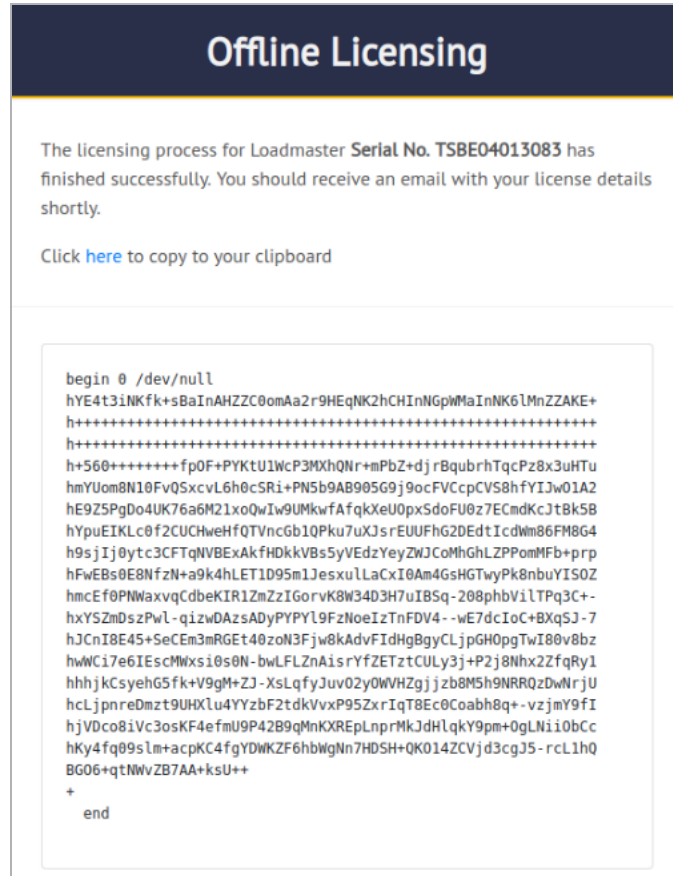 Offline Licensing
The licensing process for Loadmaster Serial No. TSBE04013083 has
finished successfully. You should receive an email with your license details
shortly.
Click here to copy to your clipboard
begin 0 /dev/null
hYE4t3iNKfk+sBaInAHZZC0omAa2r9HEqNK2hCHInNGpWMaInNK6lMnZZAKE+
h++++++++++++++++++++++++++++++++++++++++++++++++++++++++++++
h++++++++++++++++++++++++++++++++++++++++++++++++++++++++++++
h+560++++++++fpOF+PYKtU1WcP3MXhQNr+mPbZ+djrBqubrhTqcPz8x3uHTu
hmYUom8N10FvQSxcvL6h0cSRi+PN5b9AB905G9j9ocFVCcpCVS8hfYIJwO1A2
hE9Z5PgDo4UK76a6M21xoQwIw9UMkwfAfqkXeUOpxSdoFU0z7ECmdKcJtBk5B
hYpuEIKLc0f2CUCHweHfQTVncGb1QPku7uXJsrEUUFhG2DEdtIcdWm86FM8G4
h9sjIj0ytc3CFTqNVBExAkfHDkkVBs5yVEdzYeyZWJCoMhGhLZPPomMFb+prp
hFwEBs0E8NfzN+a9k4hLET1D95m1JesxulLaCxI0Am4GsHGTwyPk8nbuYISOZ
hmcEf0PNWaxvqCdbeKIR1ZmZzIGorvK8W34D3H7uIBSq-208phbVilTPq3C+-
hxYSZmDszPwl-qizwDAzsADyPYPYl9FzNoeIzTnFDV4--wE7dcIoC+BXqSJ-7
hJCnI8E45+SeCEm3mRGEt40zoN3Fjw8kAdvFIdHgBgyCLjpGHOpgTwI80v8bz
hwWCi7e6IEscMWxsi0s0N-bwLFLZnAisrYfZETztCULy3j+P2j8Nhx2ZfqRy1
hhhjkCsyehG5fk+V9gM+ZJ-XsLqfyJuvO2yOWVHZgjjzb8M5h9NRRQzDwNrjU
hcLjpnreDmzt9UHXlu4YYzbF2tdkVvxP95ZxrIqT8Ec0Coabh8q+-vzjmY9fI
hjVDco8iVc3osKF4efmU9P42B9qMnKXREpLnprMkJdHlqkY9pm+OgLNiiObCc
hKy4fq09slm+acpKC4fgYDWKZF6hbWgNn7HDSH+QKO14ZCVjd3cgJ5-rcL1hQ
BGO6+qtNWvZB7AA+ksU++
+
end